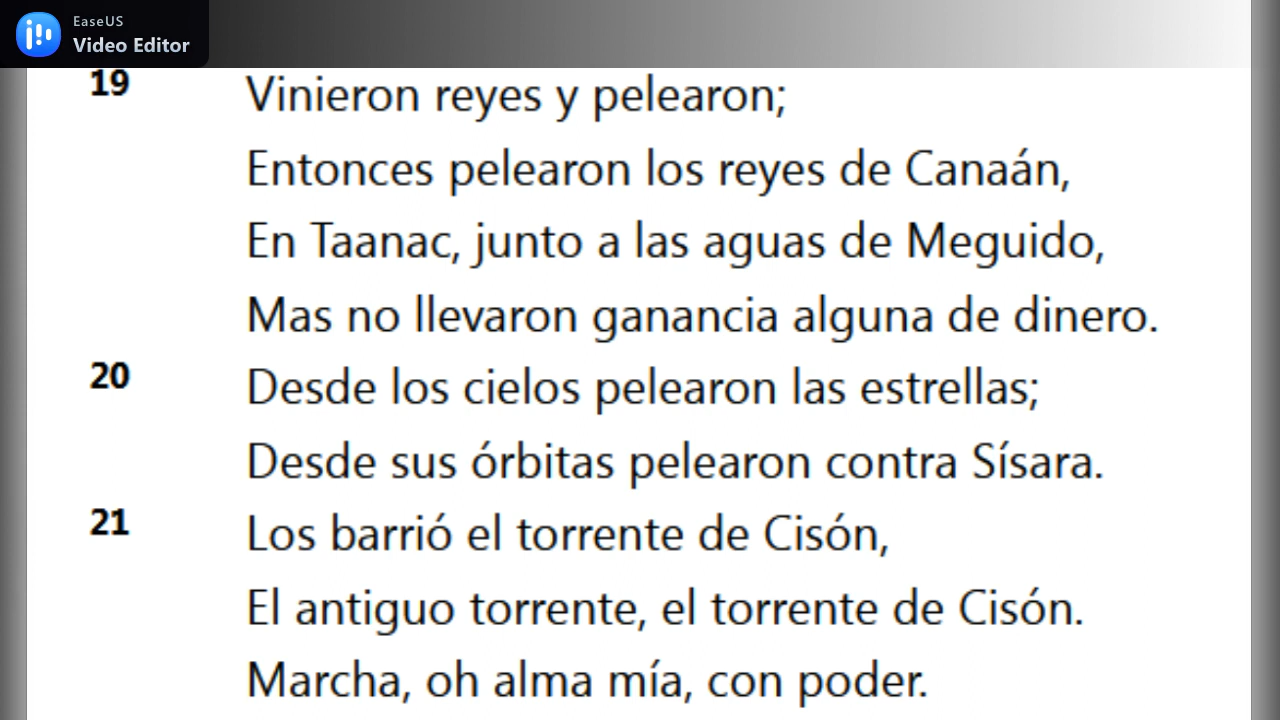 EaseUS
Video Editor
19 Vinieron reyes y pelearon;
Entonces pelearon los reyes de Canaán,
En Taanac, junto a las aguas de Meguido,
Mas no llevaron ganancia alguna de dinero.
20 Desde los cielos pelearon las estrellas;
Desde sus órbitas pelearon contra Sísara.
21 Los barrió el torrente de Cisón,
El antiguo torrente, el torrente de Cisón.
Marcha, oh alma mía, con poder.